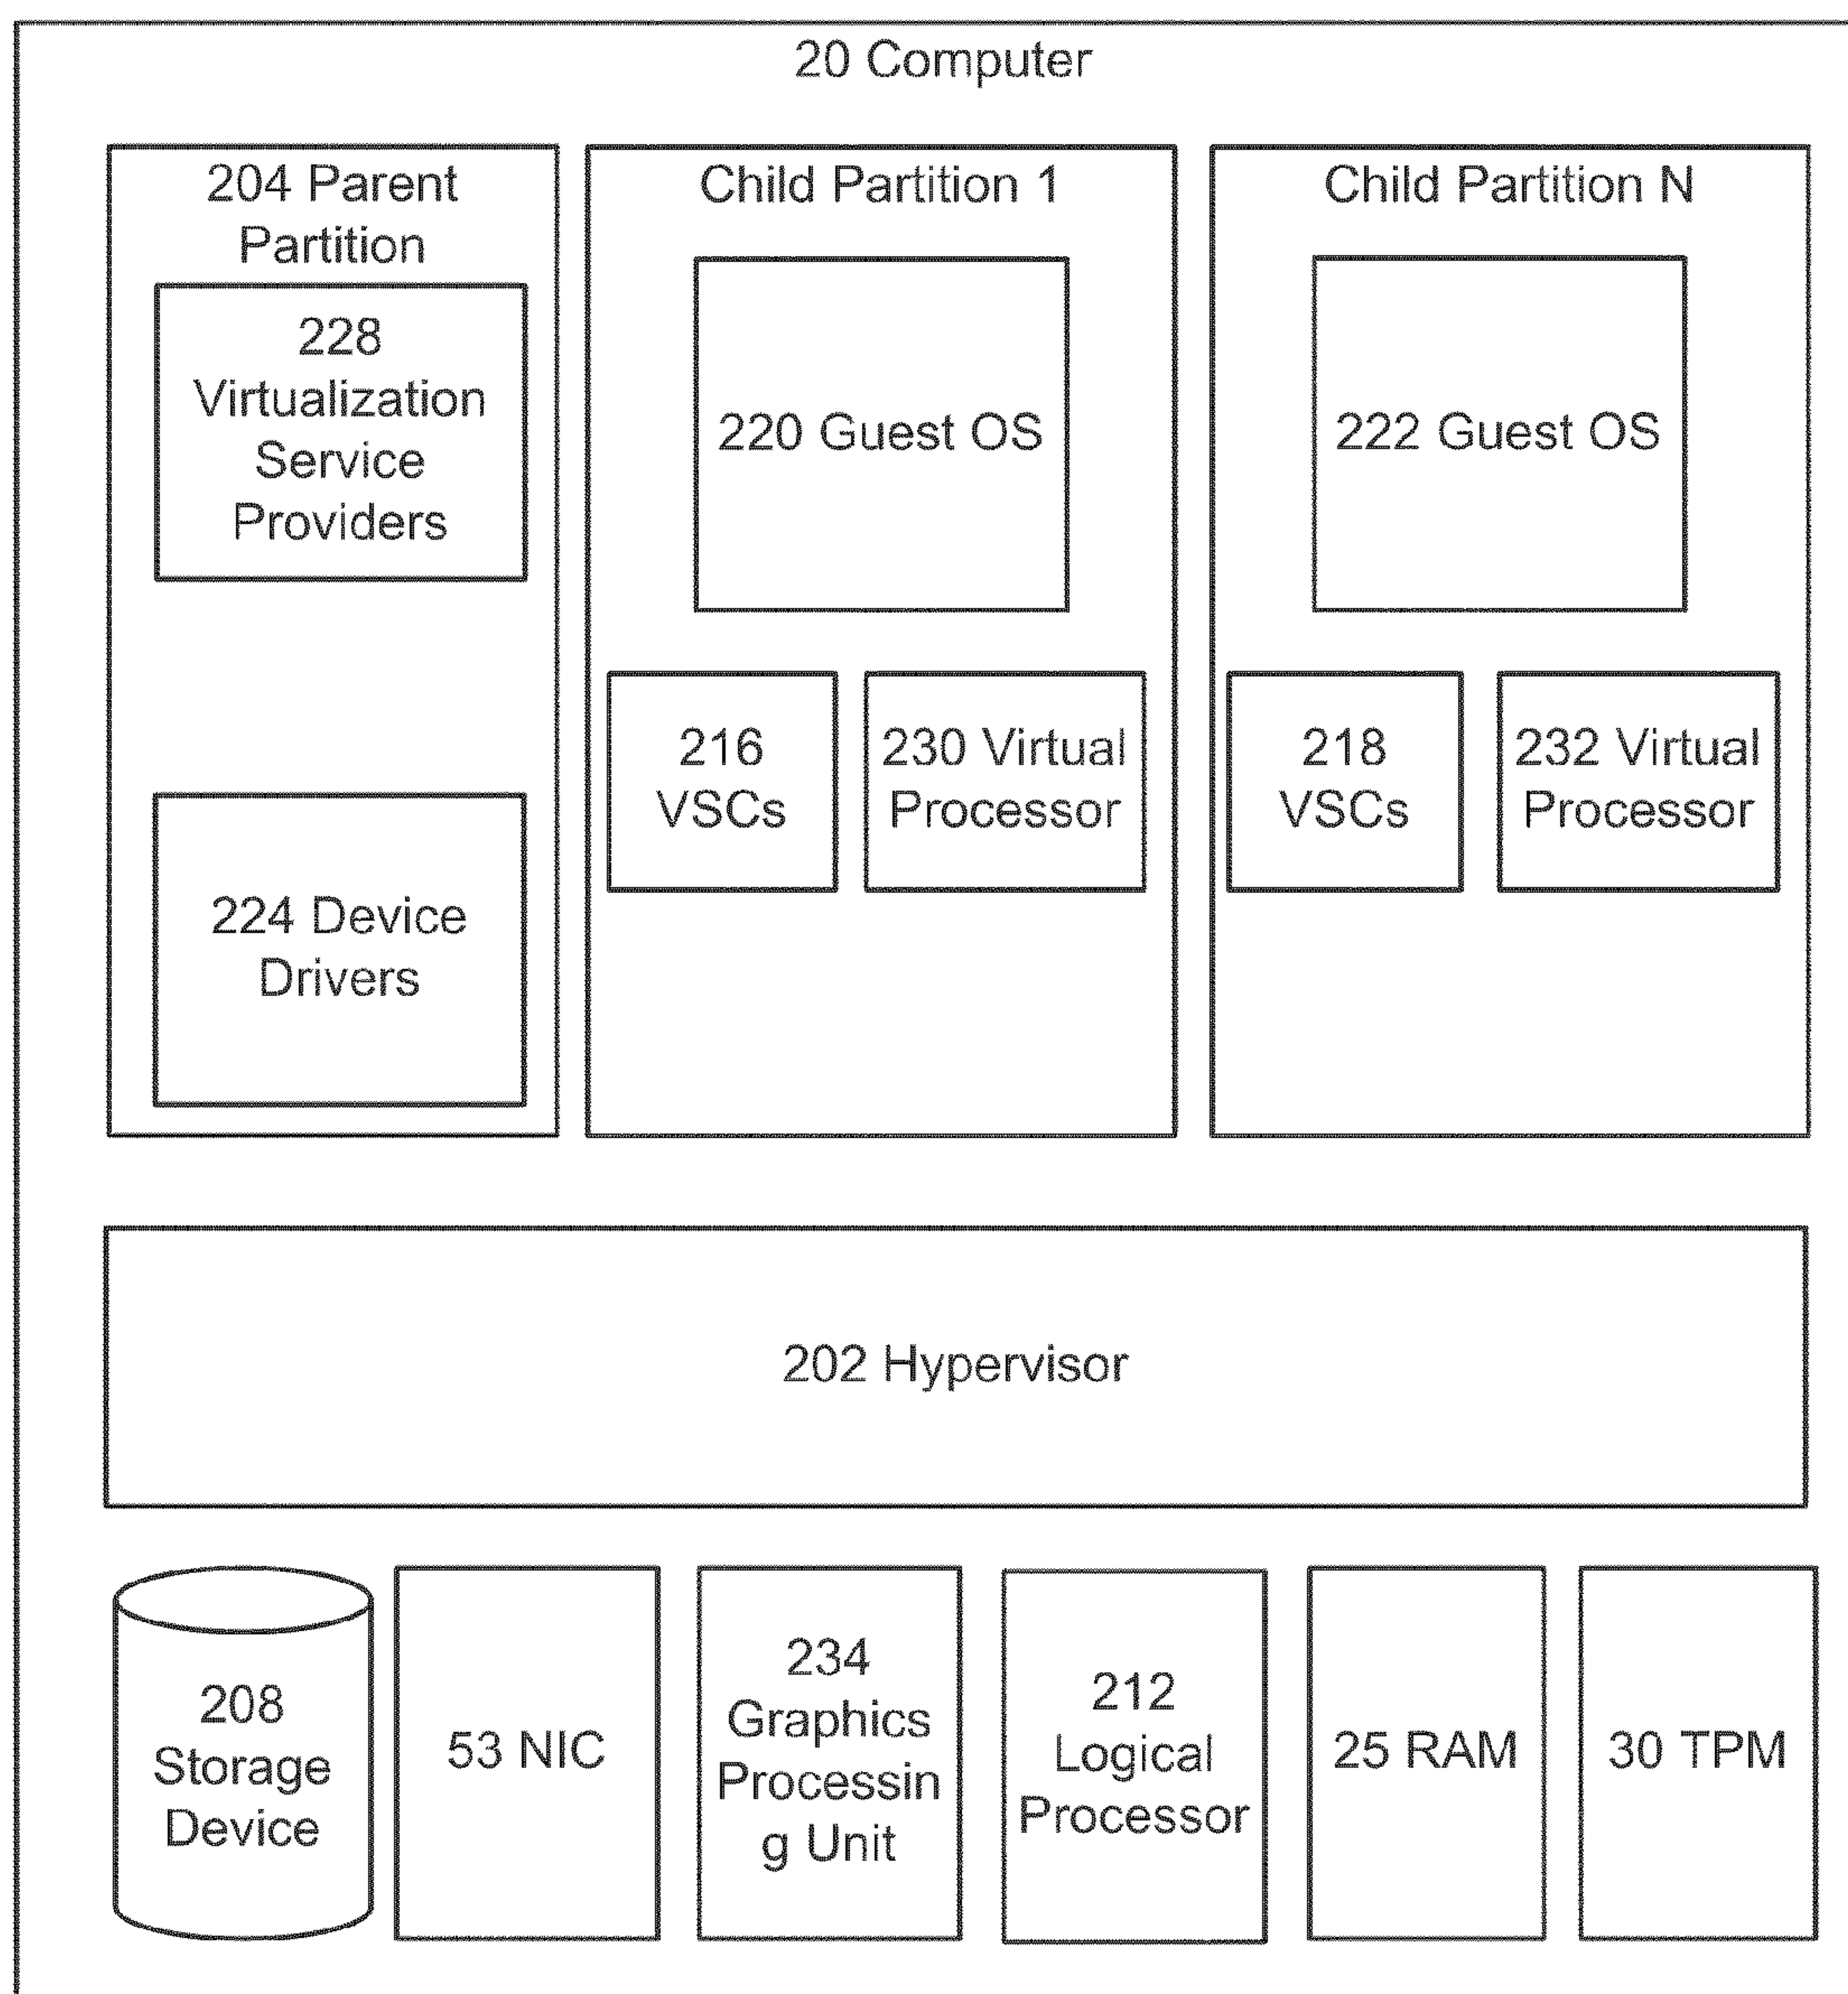 20 Computer
204 Parent
Partition
228
Virtualization
Service
Providers
224 Device
Drivers
Child Partition 1
220 Guest OS
216
VSCs
230 Virtual
Processor
Child Partition N
222 Guest OS
218
VSCs
232 Virtual
Processor
202 Hypervisor
208
Storage
Device
53 NIC
234
Graphics
Processin
g Unit
212
Logical
Processor
25 RAM
30 TPM